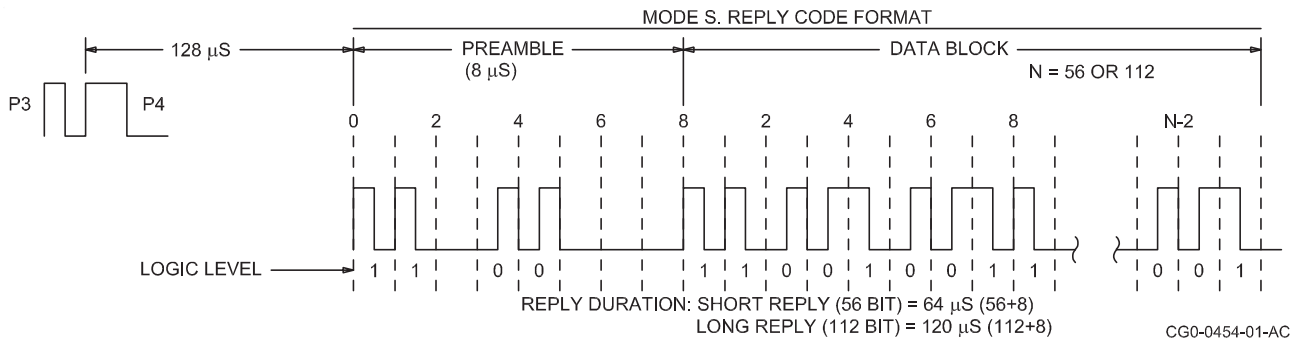 MODE S. REPLY CODE FORMAT
128 μS
PREAMBLE
(8 μS)
DATA BLOCK
N = 56 OR 112
P3
P4
0 2 4 6 8 2 4 6 8 N-2
LOGIC LEVEL
1 1 0 0 1 1 0 0 1 0 0 1 1 0 0 1
REPLY DURATION: SHORT REPLY (56 BIT) = 64 μS (56+8)
LONG REPLY (112 BIT) = 120 μS (112+8)
CG0-0454-01-AC